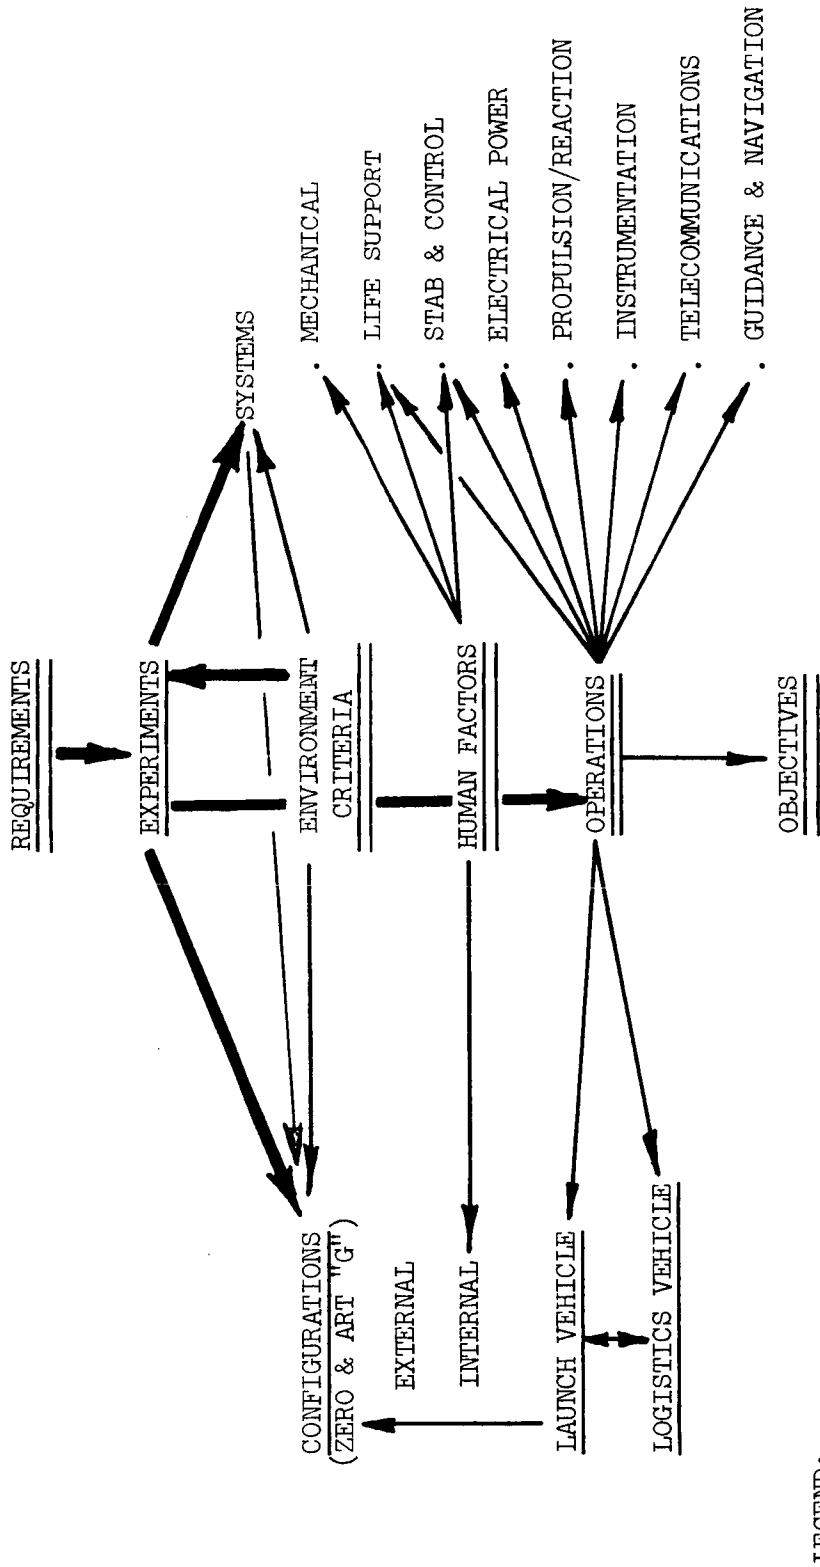 REQUIREMENTS
EXPERIMENTS
SYSTEMS
ENVIRONMENT
CRITERIA
CONFIGURATIONS
(ZERO & ART "G")
EXTERNAL
INTERNAL
HUMAN FACTORS
. MECHANICAL
. LIFE SUPPORT
. STAB & CONTROL
. ELECTRICAL POWER
. PROPULSION/REACTION
. INSTRUMENTATION
. TELECOMMUNICATIONS
. GUIDANCE & NAVIGATION
OPERATIONS
LAUNCH VEHICLE
LOGISTICS VEHICLE
OBJECTIVES
LEGEND: